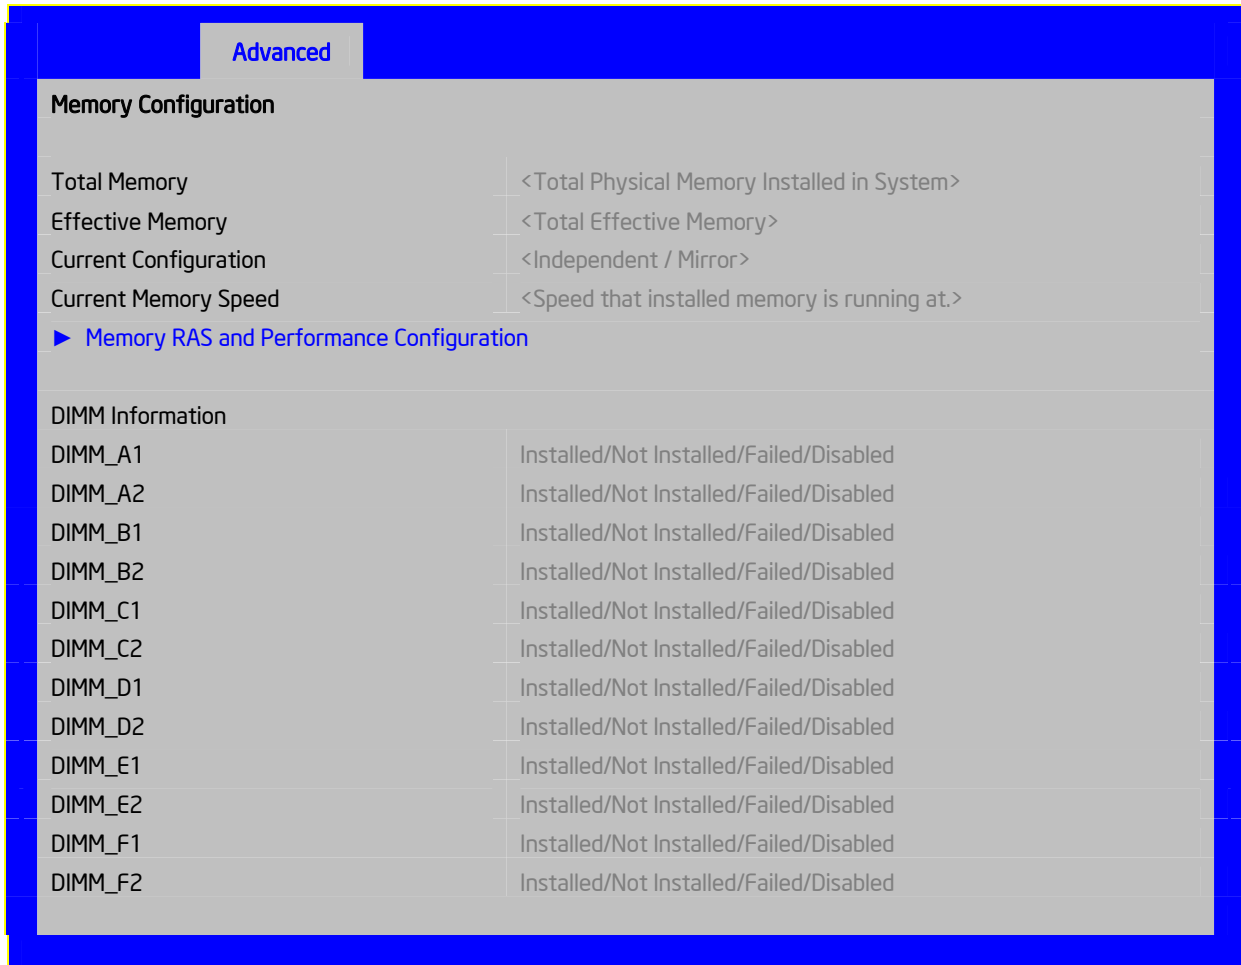 Advanced
Memory Configuration
Total Memory <Total Physical Memory Installed in System>
Effective Memory <Total Effective Memory>
Current Configuration <Independent / Mirror>
Current Memory Speed <Speed that installed memory is running at.>
► Memory RAS and Performance Configuration
DIMM Information
DIMM_A1 Installed/Not Installed/Failed/Disabled
DIMM_A2 Installed/Not Installed/Failed/Disabled
DIMM_B1 Installed/Not Installed/Failed/Disabled
DIMM_B2 Installed/Not Installed/Failed/Disabled
DIMM_C1 Installed/Not Installed/Failed/Disabled
DIMM_C2 Installed/Not Installed/Failed/Disabled
DIMM_D1 Installed/Not Installed/Failed/Disabled
DIMM_D2 Installed/Not Installed/Failed/Disabled
DIMM_E1 Installed/Not Installed/Failed/Disabled
DIMM_E2 Installed/Not Installed/Failed/Disabled
DIMM_F1 Installed/Not Installed/Failed/Disabled
DIMM_F2 Installed/Not Installed/Failed/Disabled